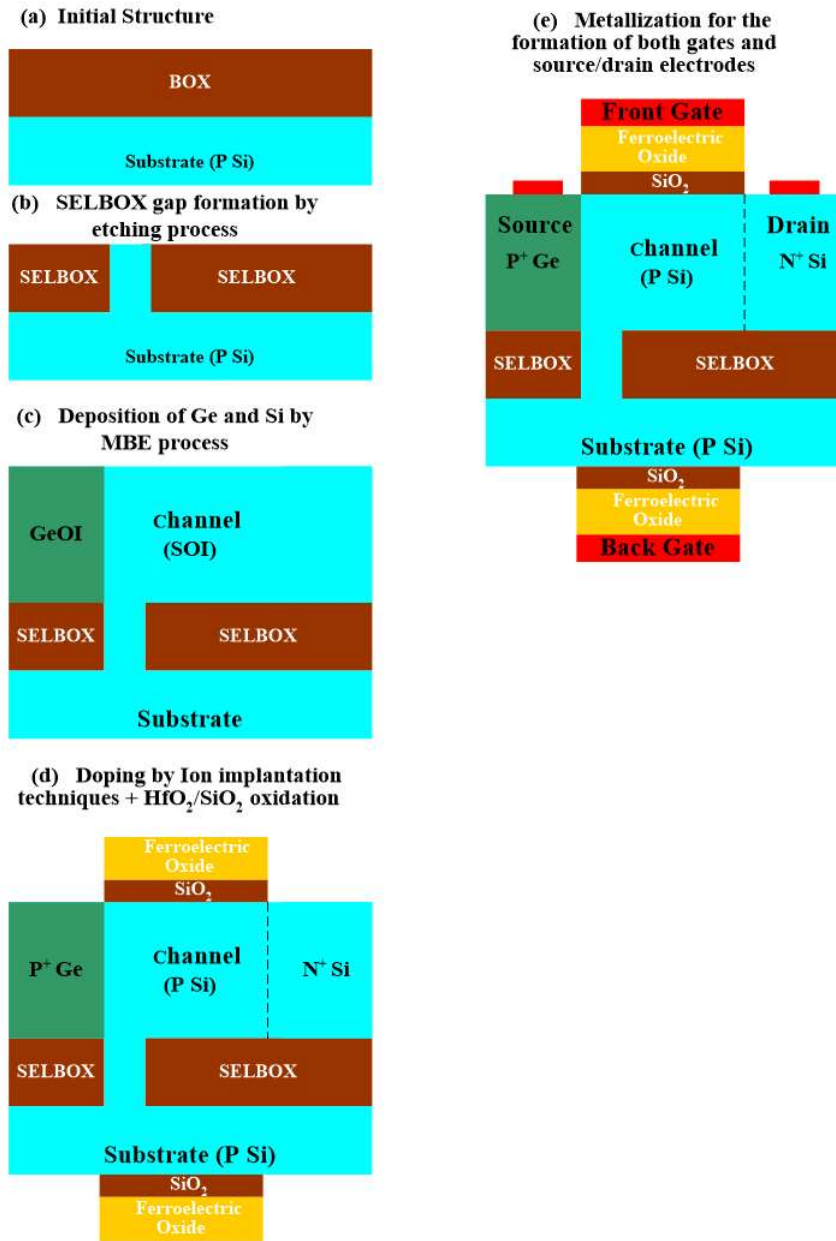 (a) Initial Structure
BOX
Substrate (P Si)
(b) SELBOX gap formation by
etching process
SELBOX SELBOX
Substrate (P Si)
(c) Deposition of Ge and Si by
MBE process
GeOI
Channel
(SOI)
SELBOX SELBOX
Substrate
(d) Doping by Ion implantation
techniques + HfO₂/SiO₂ oxidation
Ferroelectric
Oxide
SiO₂
P⁺ Ge
Channel
(P Si)
N⁺ Si
SELBOX SELBOX
Substrate (P Si)
SiO₂
Ferroelectric
Oxide
(e) Metallization for the
formation of both gates and
source/drain electrodes
Front Gate
Ferroelectric
Oxide
SiO₂
Source
P⁺ Ge
Channel
(P Si)
Drain
N⁺ Si
SELBOX SELBOX
Substrate (P Si)
SiO₂
Ferroelectric
Oxide
Back Gate